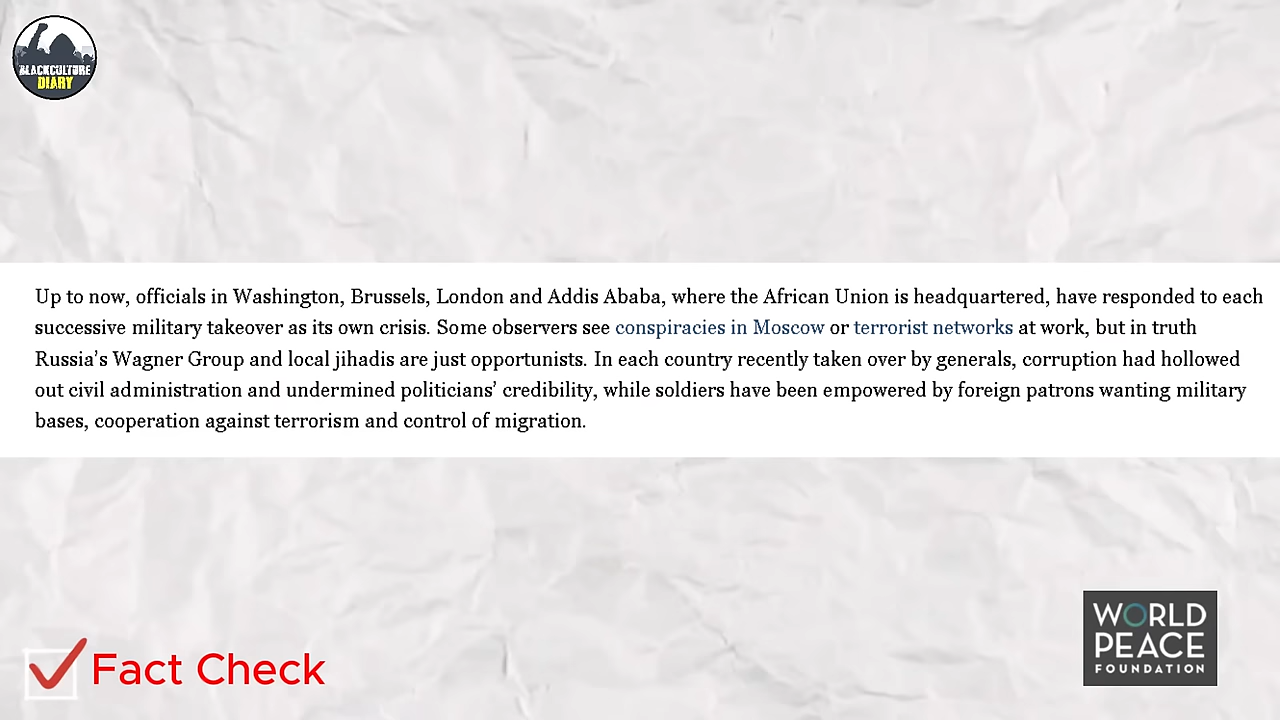 BLACKCULTURE
DIARY
Up to now, officials in Washington, Brussels, London and Addis Ababa, where the African Union is headquartered, have responded to each
successive military takeover as its own crisis. Some observers see conspiracies in Moscow or terrorist networks at work, but in truth
Russia’s Wagner Group and local jihadis are just opportunists. In each country recently taken over by generals, corruption had hollowed
out civil administration and undermined politicians’ credibility, while soldiers have been empowered by foreign patrons wanting military
bases, cooperation against terrorism and control of migration.
Fact Check
WORLD
PEACE
FOUNDATION